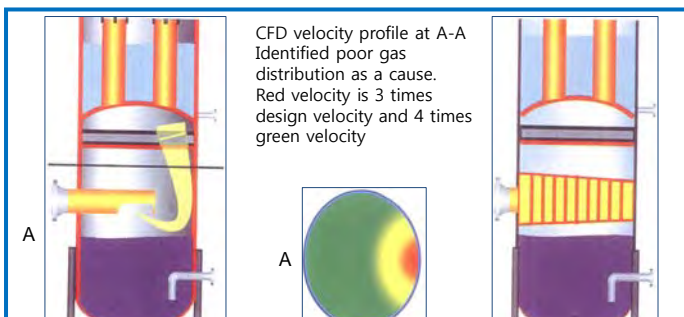 CFD velocity profile at A-A
Identified poor gas
distribution as a cause.
Red velocity is 3 times
design velocity and 4 times
green velocity
A
A